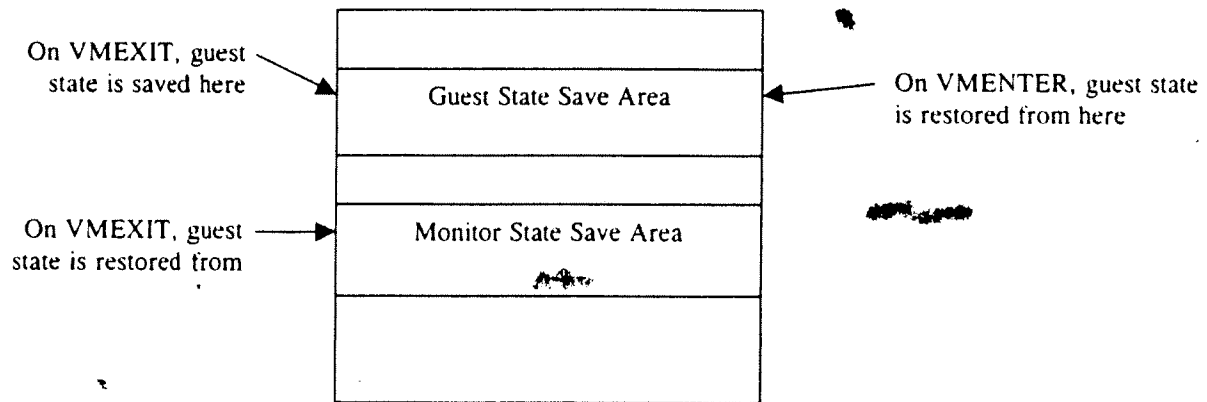 On VMEXIT, guest
state is saved here
Guest State Save Area
On VMENTER, guest state
is restored from here
On VMEXIT, guest
state is restored from
Monitor State Save Area